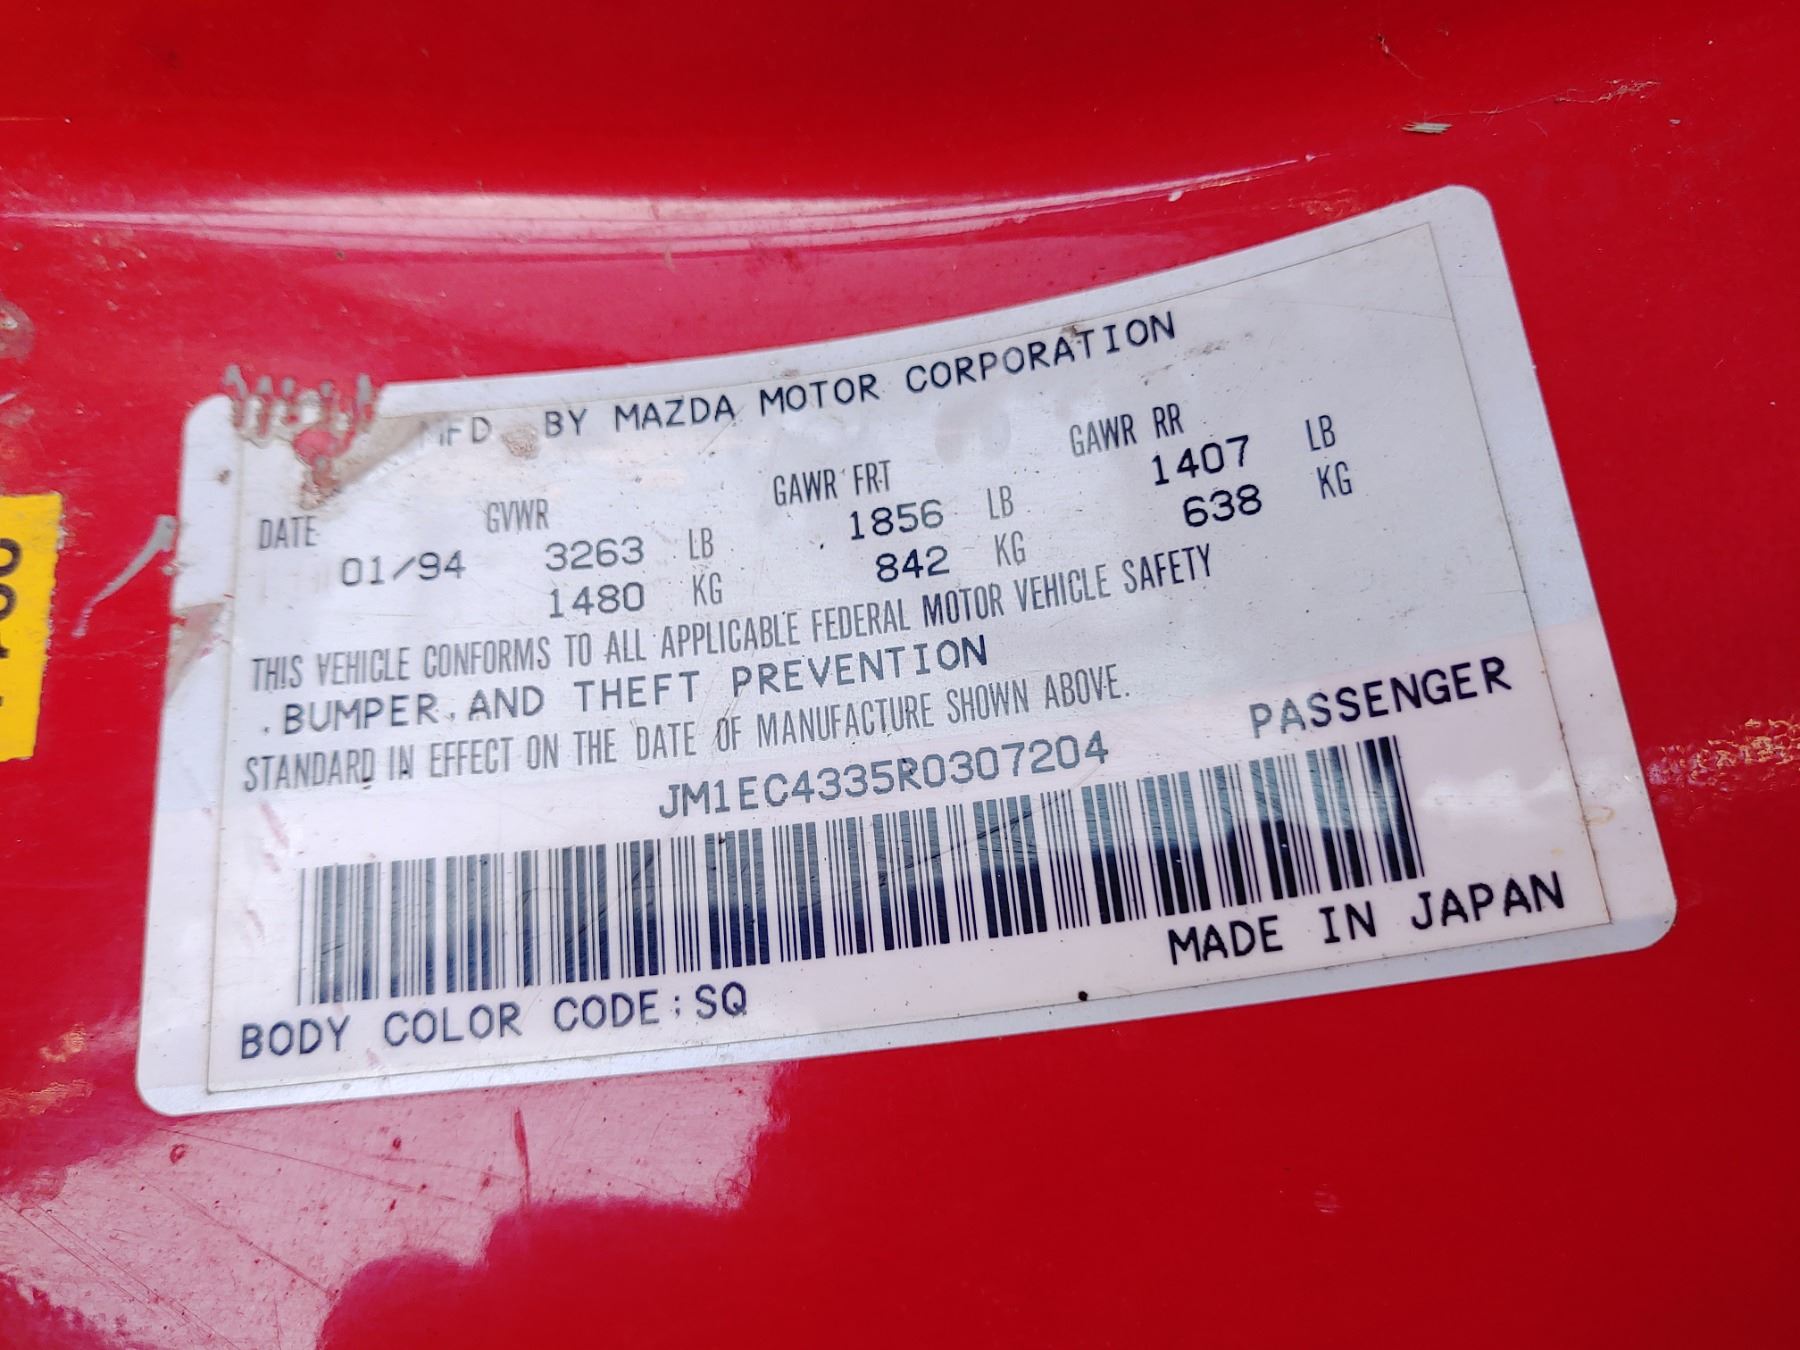 MFD. BY MAZDA MOTOR CORPORATION
DATE GVWR GAWR FRT GAWR RR
01/94 3263 LB 1856 LB 1407 LB
1480 KG 842 KG 638 KG
THIS VEHICLE CONFORMS TO ALL APPLICABLE FEDERAL MOTOR VEHICLE SAFETY
, BUMPER, AND THEFT PREVENTION
STANDARD IN EFFECT ON THE DATE OF MANUFACTURE SHOWN ABOVE.
JM1EC4335R0307204 PASSENGER
BODY COLOR CODE:SQ MADE IN JAPAN